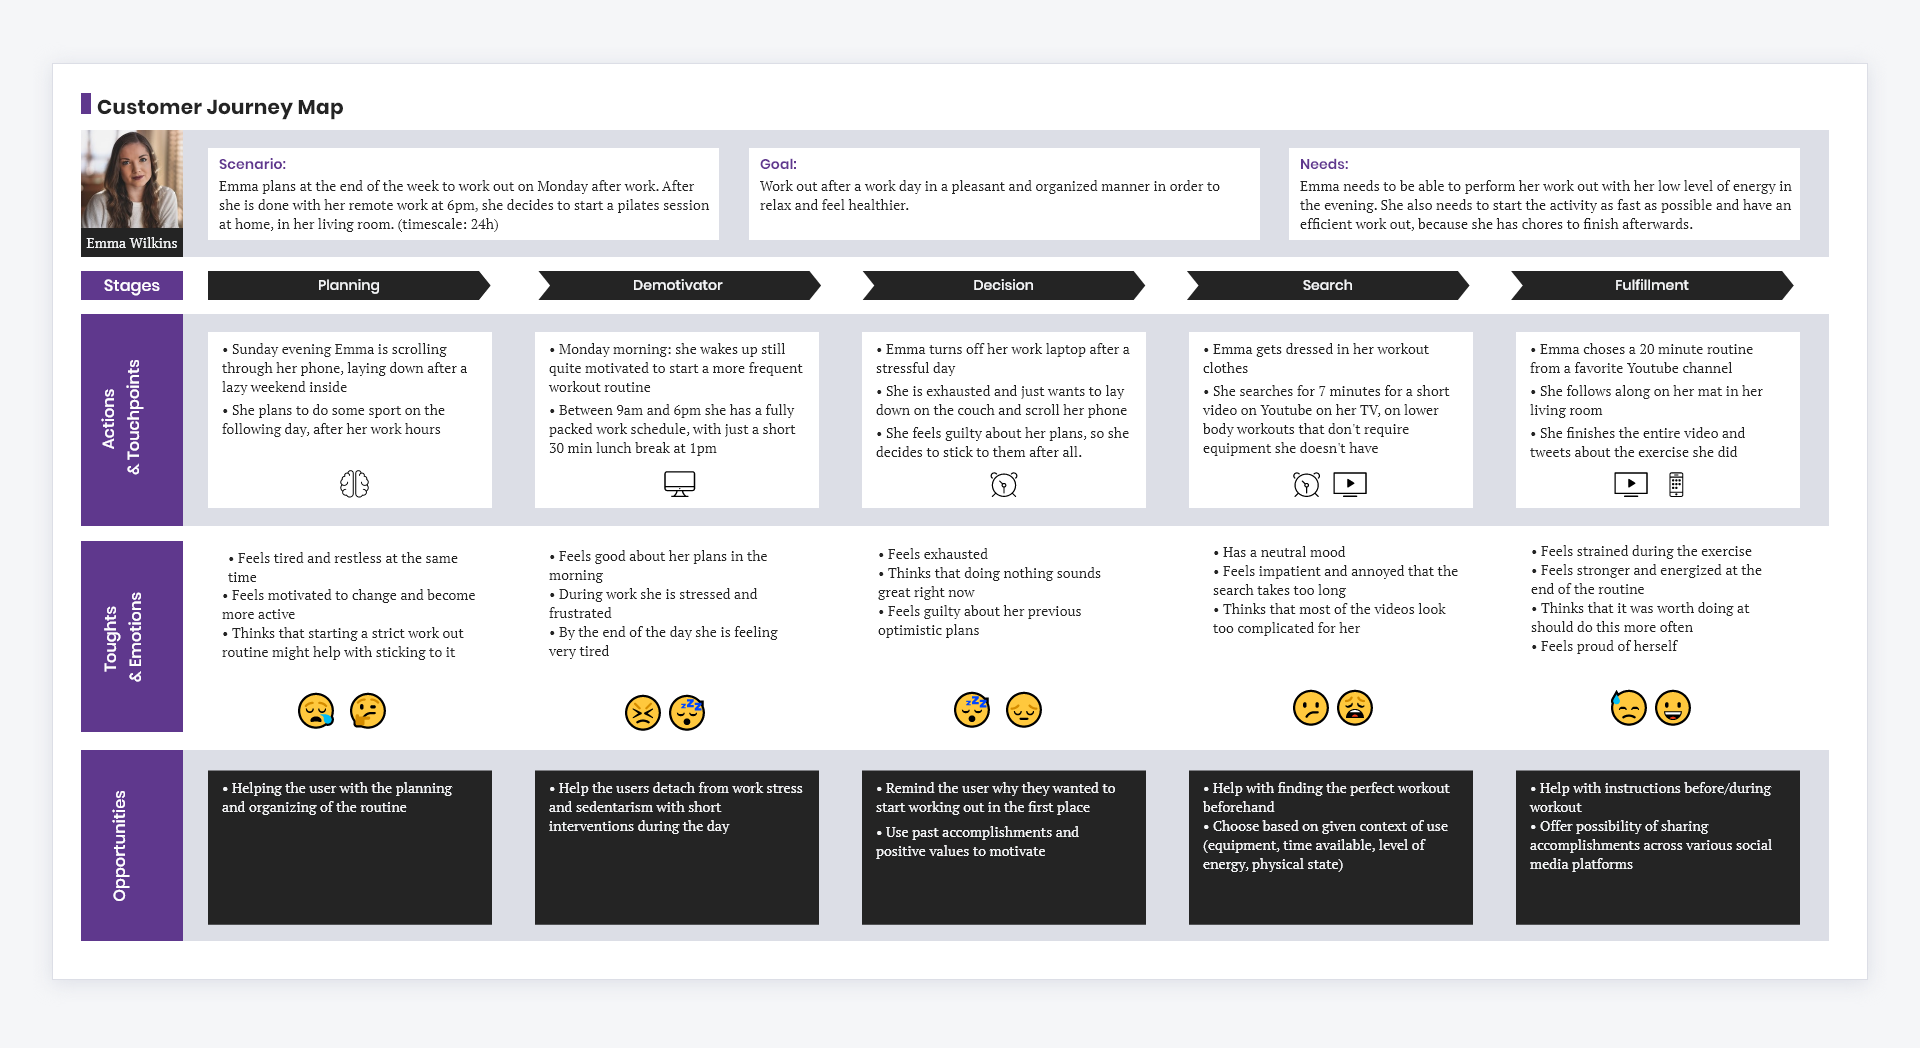 Customer Journey Map
Emma Wilkins
Scenario:
Emma plans at the end of the week to work out on Monday after work. After
she is done with her remote work at 6pm, she decides to start a pilates session
at home, in her living room. (timescale: 24h)
Goal:
Work out after a work day in a pleasant and organized manner in order to
relax and feel healthier.
Needs:
Emma needs to be able to perform her work out with her low level of energy in
the evening. She also needs to start the activity as fast as possible and have an
efficient work out, because she has chores to finish afterwards.
Stages
Planning
Demotivator
Decision
Search
Fulfillment
Actions
& Touchpoints
• Sunday evening Emma is scrolling
through her phone, laying down after a
lazy weekend inside
• She plans to do some sport on the
following day, after her work hours
• Monday morning: she wakes up still
quite motivated to start a more frequent
workout routine
• Between 9am and 6pm she has a fully
packed work schedule, with just a short
30 min lunch break at 1pm
• Emma turns off her work laptop after a
stressful day
• She is exhausted and just wants to lay
down on the couch and scroll her phone
• She feels guilty about her plans, so she
decides to stick to them after all.
• Emma gets dressed in her workout
clothes
• She searches for 7 minutes for a short
video on Youtube on her TV, on lower
body workouts that don't require
equipment she doesn't have
• Emma choses a 20 minute routine
from a favorite Youtube channel
• She follows along on her mat in her
living room
• She finishes the entire video and
tweets about the exercise she did
Toughts
& Emotions
• Feels tired and restless at the same
time
• Feels motivated to change and become
more active
• Thinks that starting a strict work out
routine might help with sticking to it
• Feels good about her plans in the
morning
• During work she is stressed and
frustrated
• By the end of the day she is feeling
very tired
• Feels exhausted
• Thinks that doing nothing sounds
great right now
• Feels guilty about her previous
optimistic plans
• Has a neutral mood
• Feels impatient and annoyed that the
search takes too long
• Thinks that most of the videos look
too complicated for her
• Feels strained during the exercise
• Feels stronger and energized at the
end of the routine
• Thinks that it was worth doing at
should do this more often
• Feels proud of herself
Opportunities
• Helping the user with the planning
and organizing of the routine
• Help the users detach from work stress
and sedentarism with short
interventions during the day
• Remind the user why they wanted to
start working out in the first place
• Use past accomplishments and
positive values to motivate
• Help with finding the perfect workout
beforehand
• Choose based on given context of use
(equipment, time available, level of
energy, physical state)
• Help with instructions before/during
workout
• Offer possibility of sharing
accomplishments across various social
media platforms